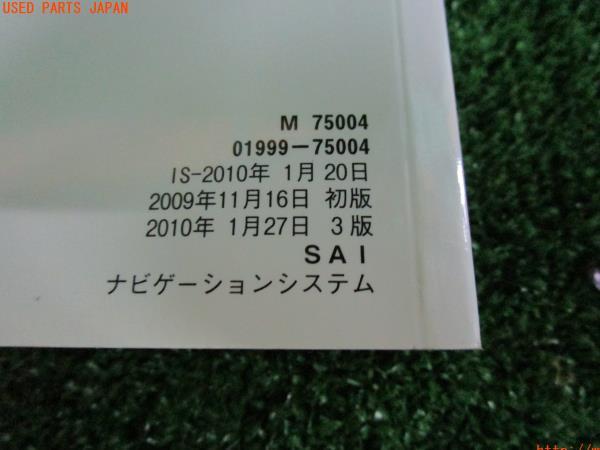 USED PARTS JAPAN
M 75004
01999-75004
IS-2010年 1月20日
2009年11月16日 初版
2010年 1月27日 3版
SAI
ナビゲーションシステム
http://m